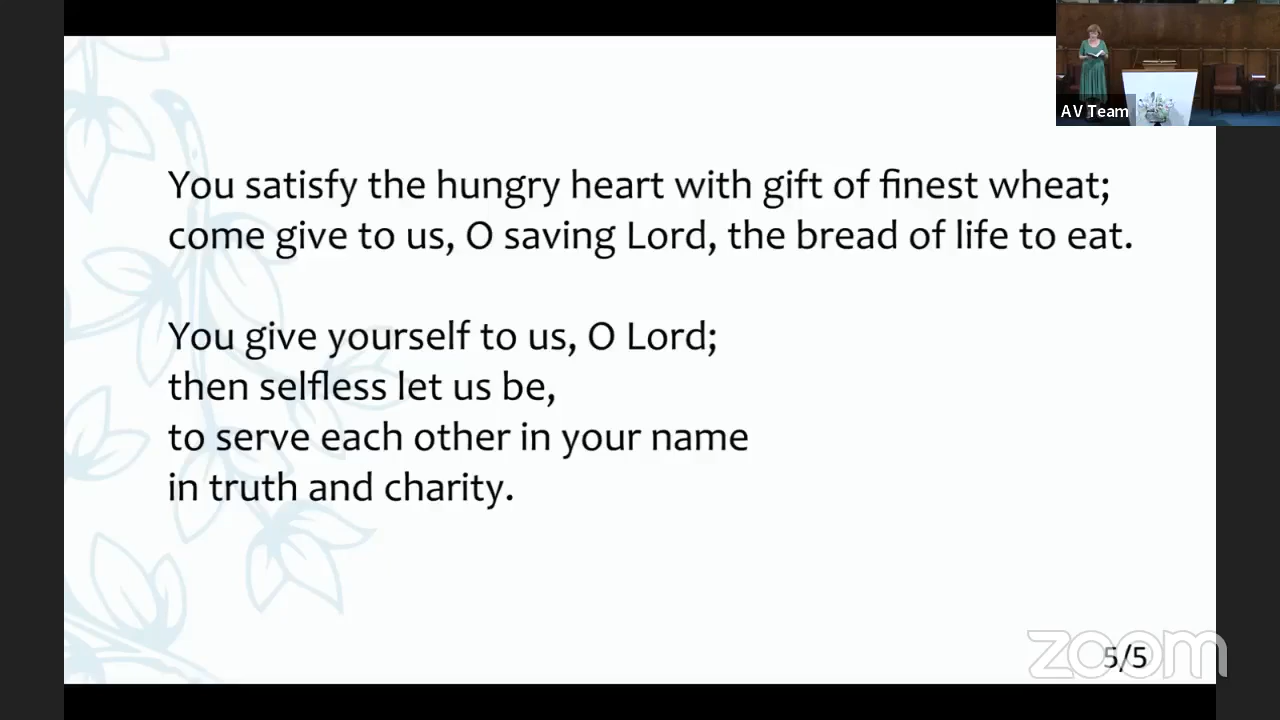 AV Team
You satisfy the hungry heart with gift of finest wheat;
come give to us, O saving Lord, the bread of life to eat.
You give yourself to us, O Lord;
then selfless let us be,
to serve each other in your name
in truth and charity.
zoom
5/5